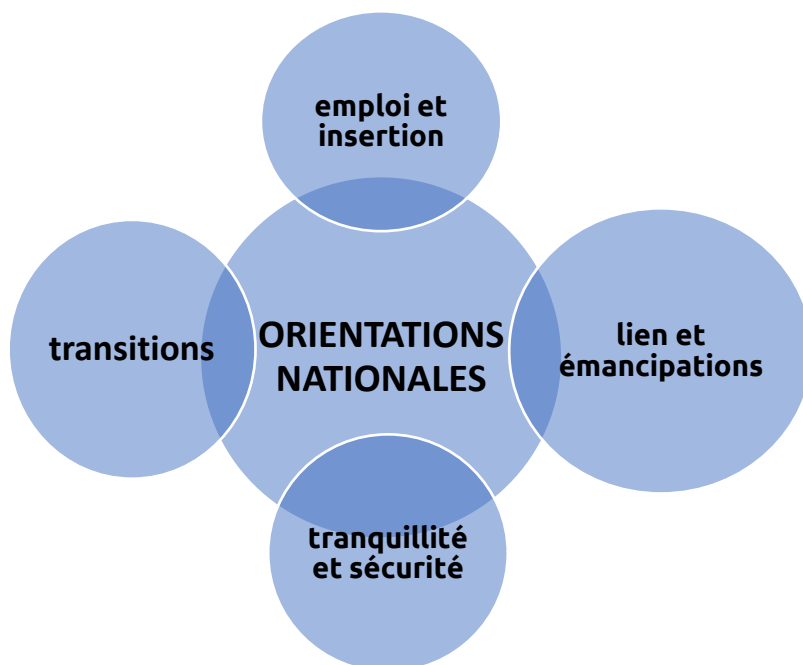 emploi et
insertion
transitions
ORIENTATIONS
NATIONALES
lien et
émancipations
tranquillité
et sécurité